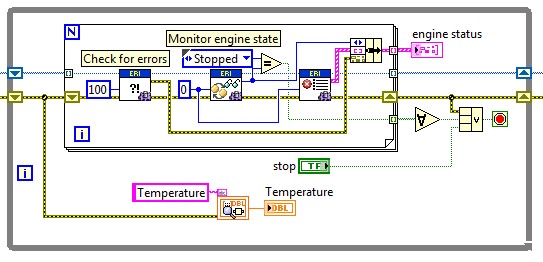 Monitor engine state
N
engine status
Check for errors
Stopped
ERI
ERI
ERI
=
100
?!
0
i
∀
v
stop
TF
i
Temperature
Temperature
DBL
DBL